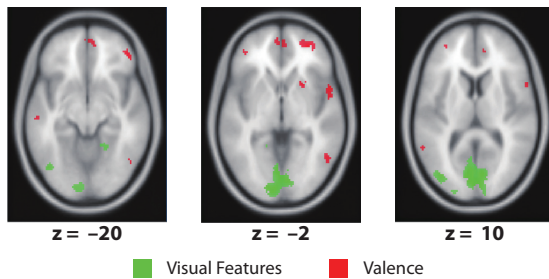 z = –20
z = –2
z = 10
Visual Features
Valence